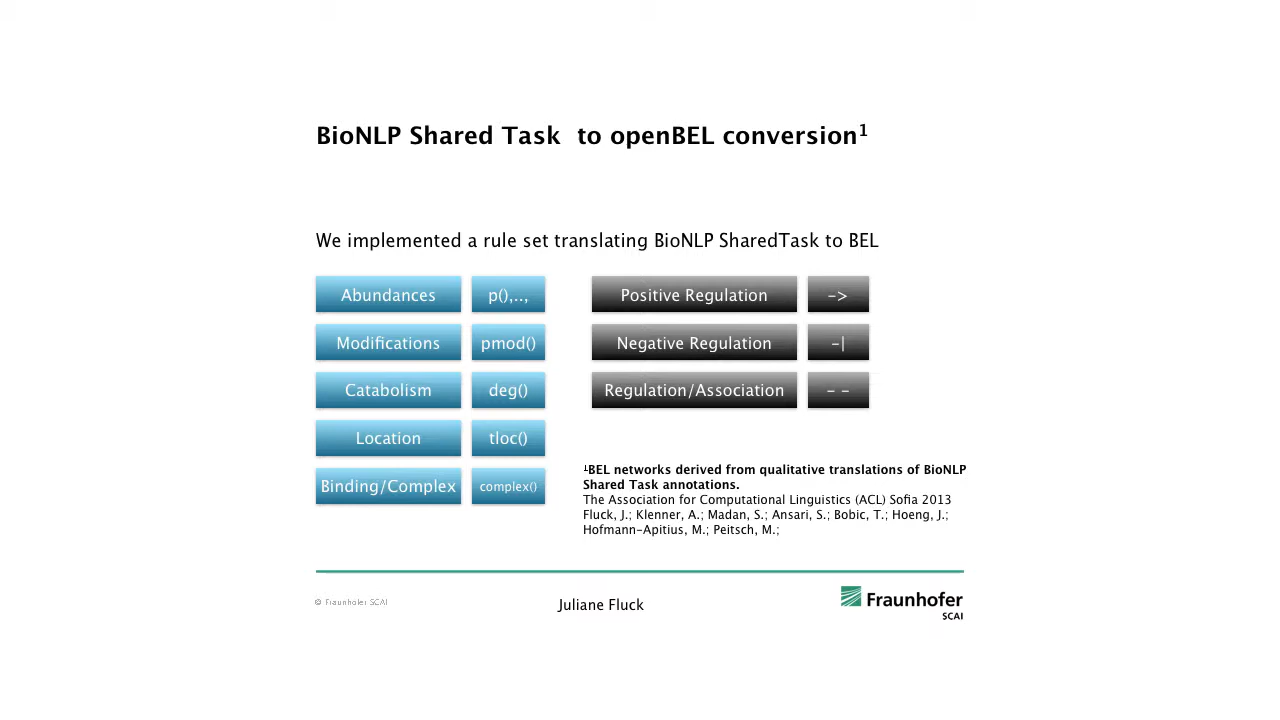 BioNLP Shared Task  to openBEL conversion¹
We implemented a rule set translating BioNLP SharedTask to BEL
Abundances p(),..,
Modifications pmod()
Catabolism deg()
Location tloc()
Binding/Complex complex()
Positive Regulation ->
Negative Regulation -|
Regulation/Association - -
¹BEL networks derived from qualitative translations of BioNLP
Shared Task annotations.
The Association for Computational Linguistics (ACL) Sofia 2013
Fluck, J.; Klenner, A.; Madan, S.; Ansari, S.; Bobic, T.; Hoeng, J.;
Hofmann-Apitius, M.; Peitsch, M.;
© Fraunhofer SCAI
Juliane Fluck
Fraunhofer
SCAI